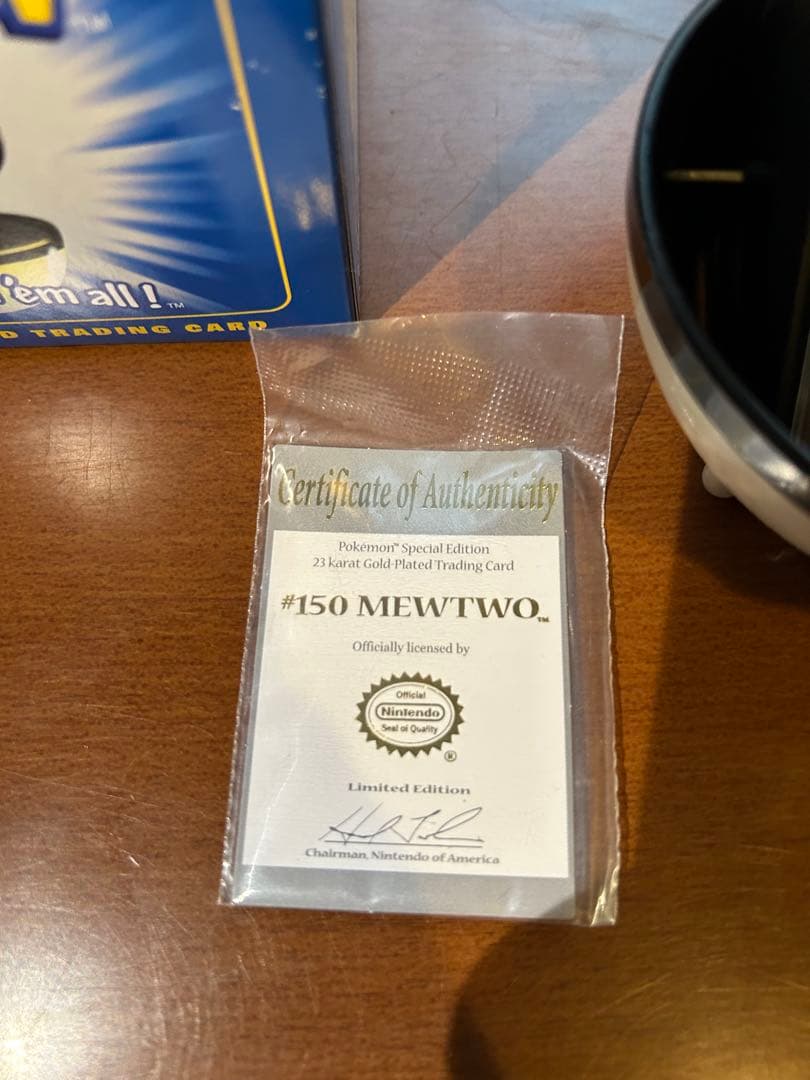 TM
'em all! TM
D TRADING CARD
Certificate of Authenticity
Pokémon™ Special Edition
23 karat Gold-Plated Trading Card
#150 MEWTWO™
Officially licensed by
Official
Nintendo
Seal of Quality
®
Limited Edition
Chairman, Nintendo of America